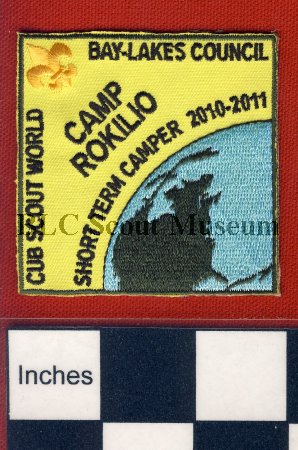 BAY-LAKES COUNCIL
CUB SCOUT WORLD
CAMP
ROKILIO
SHORT TERM CAMPER 2010-2011
BLC Scout Museum
Inches